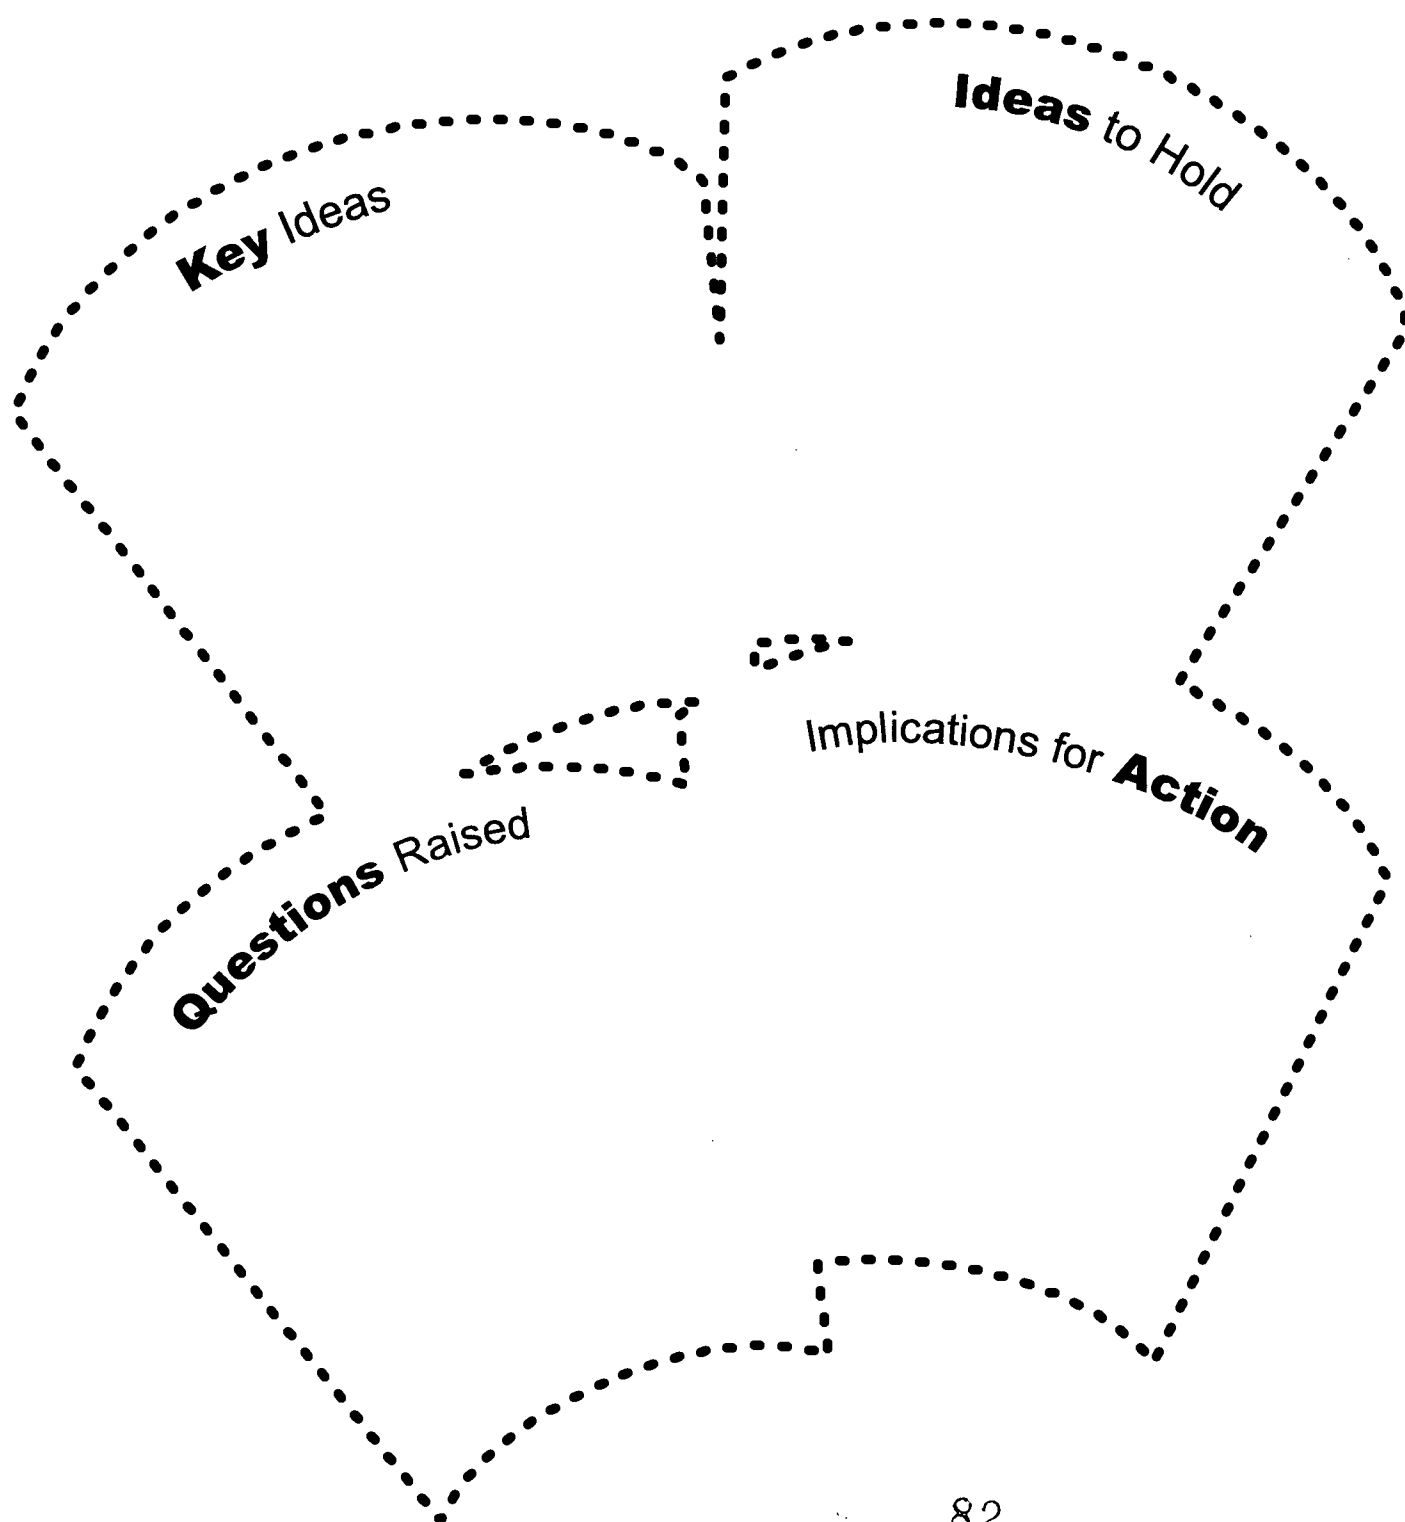 Key Ideas
Ideas to Hold
Questions Raised
Implications for Action
82